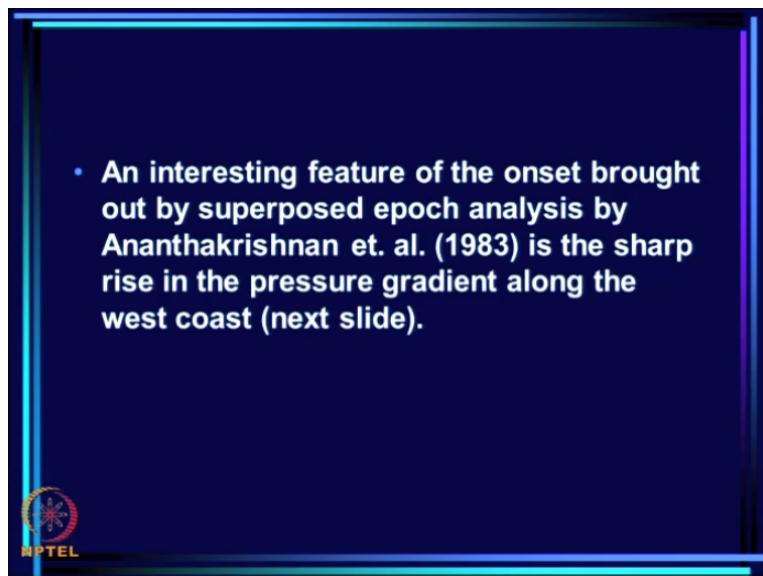 • An interesting feature of the onset brought
out by superposed epoch analysis by
Ananthakrishnan et. al. (1983) is the sharp
rise in the pressure gradient along the
west coast (next slide).
NPTEL